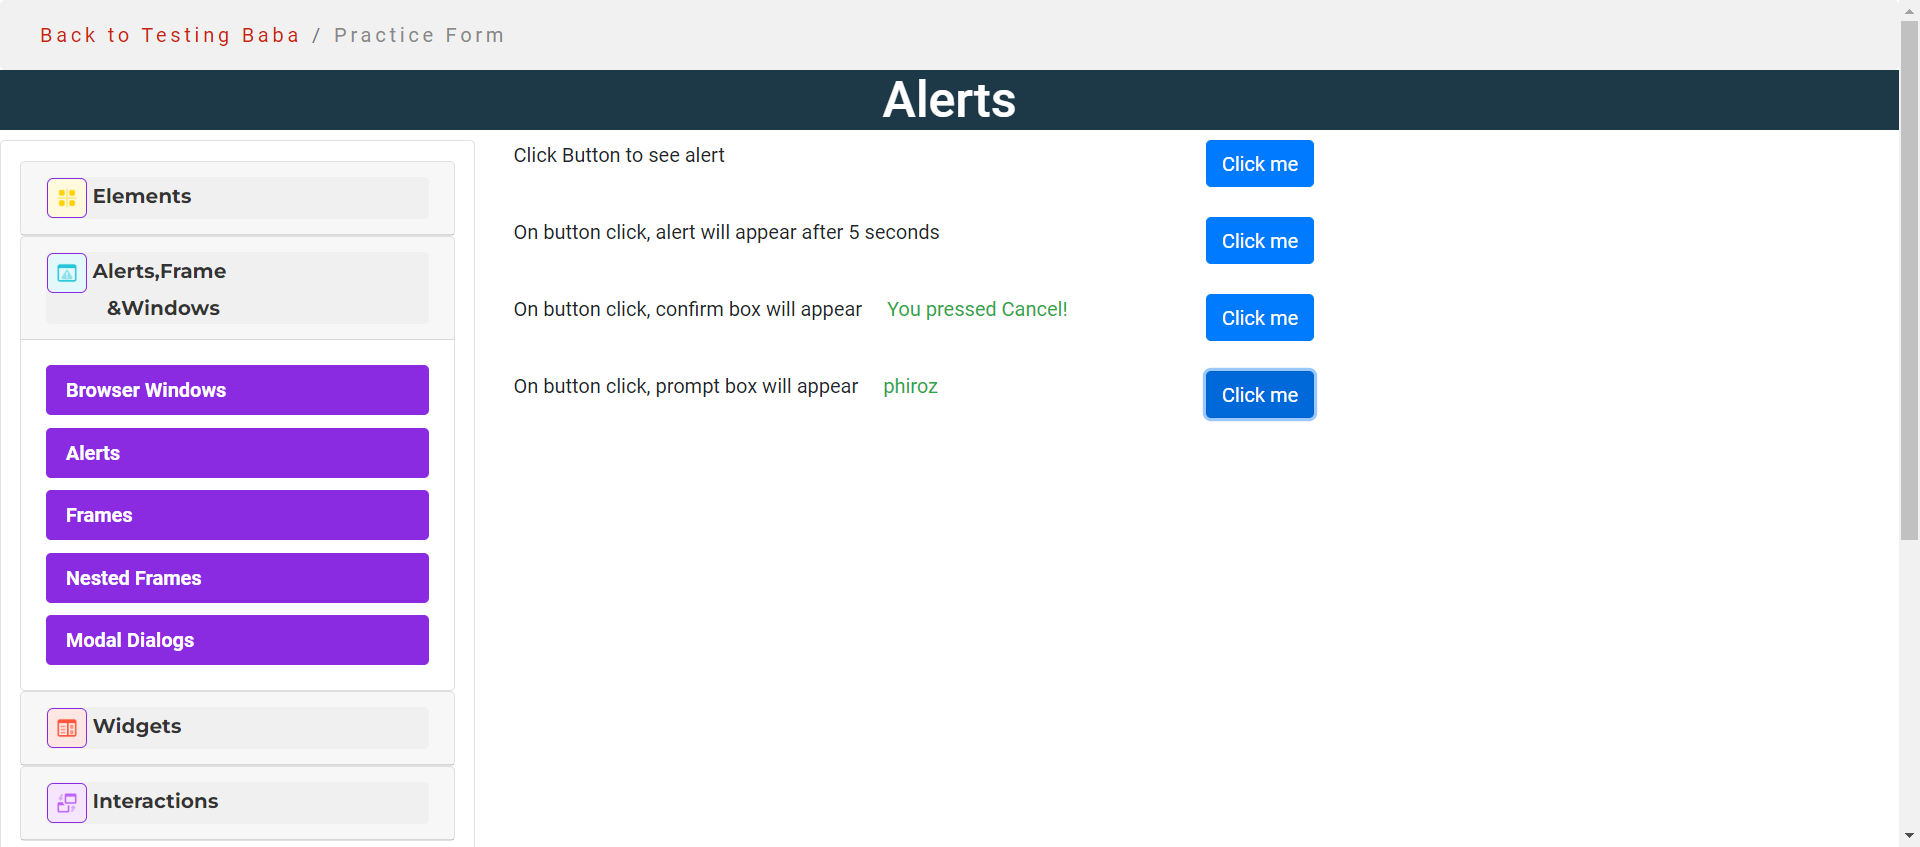 Back to Testing Baba / Practice Form
Alerts
Elements
Alerts,Frame
&Windows
Browser Windows
Alerts
Frames
Nested Frames
Modal Dialogs
Widgets
Interactions
Click Button to see alert Click me
On button click, alert will appear after 5 seconds Click me
On button click, confirm box will appear You pressed Cancel! Click me
On button click, prompt box will appear phiroz Click me